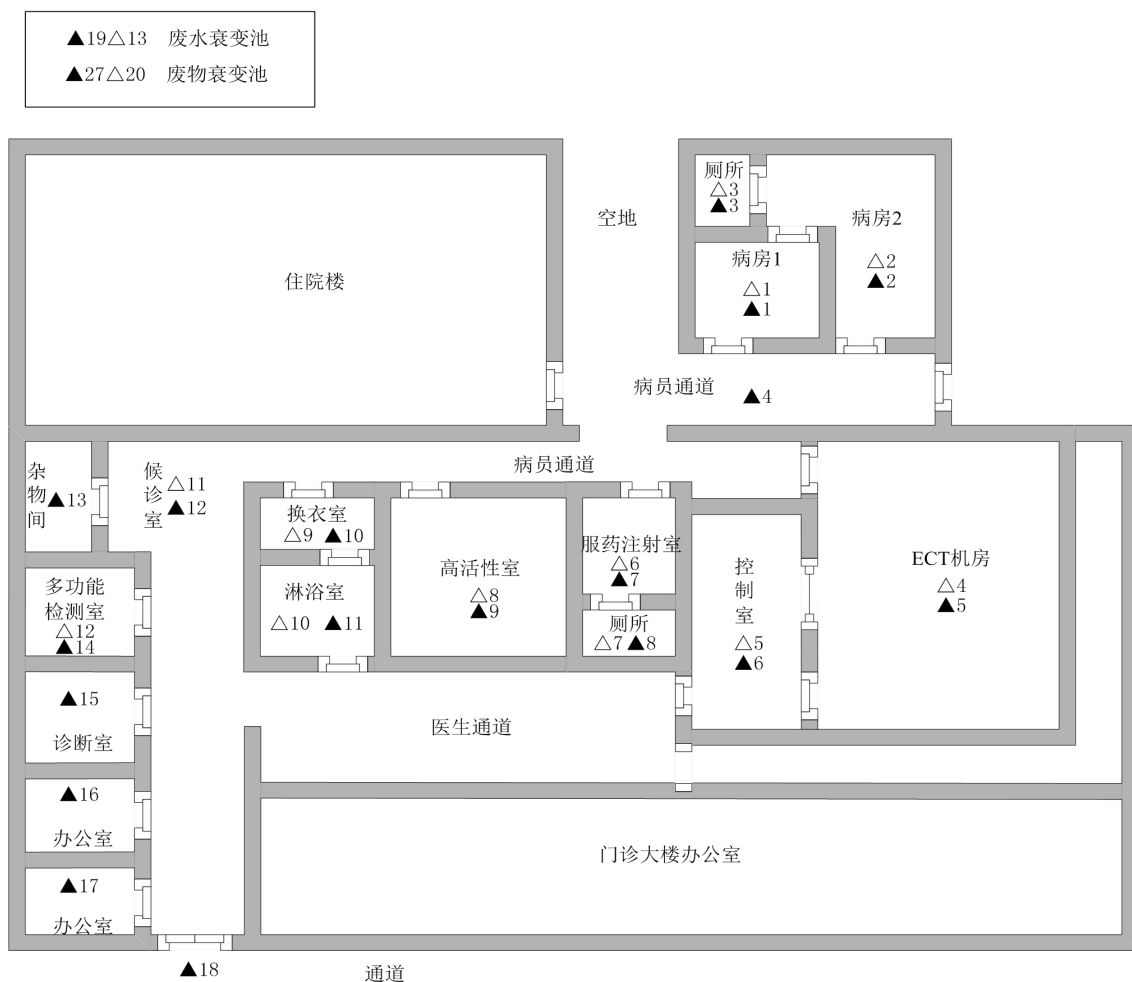 ▲19△13 废水衰变池
▲27△20 废物衰变池
厕所
△3
▲3
空地
病房2
△2
▲2
病房1
△1
▲1
住院楼
病员通道
▲4
病员通道
杂物间
▲13
候诊室
△11
▲12
换衣室
△9 ▲10
淋浴室
△10 ▲11
高活性室
△8
▲9
服药注射室
△6
▲7
厕所
△7 ▲8
控制室
△5
▲6
ECT机房
△4
▲5
多功能
检测室
△12
▲14
▲15
诊断室
医生通道
▲16
办公室
门诊大楼办公室
▲17
办公室
▲18
通道